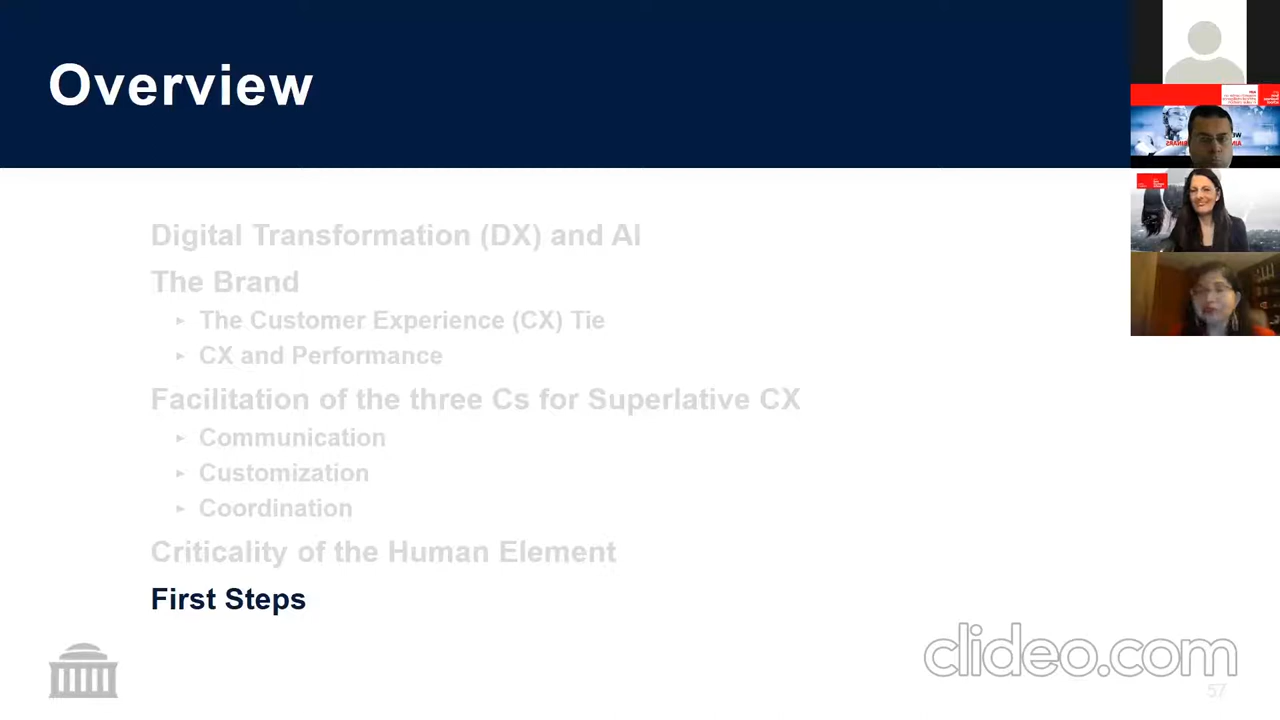 Overview
Digital Transformation (DX) and AI
The Brand
The Customer Experience (CX) Tie
CX and Performance
Facilitation of the three Cs for Superlative CX
Communication
Customization
Coordination
Criticality of the Human Element
First Steps
clideo.com
57